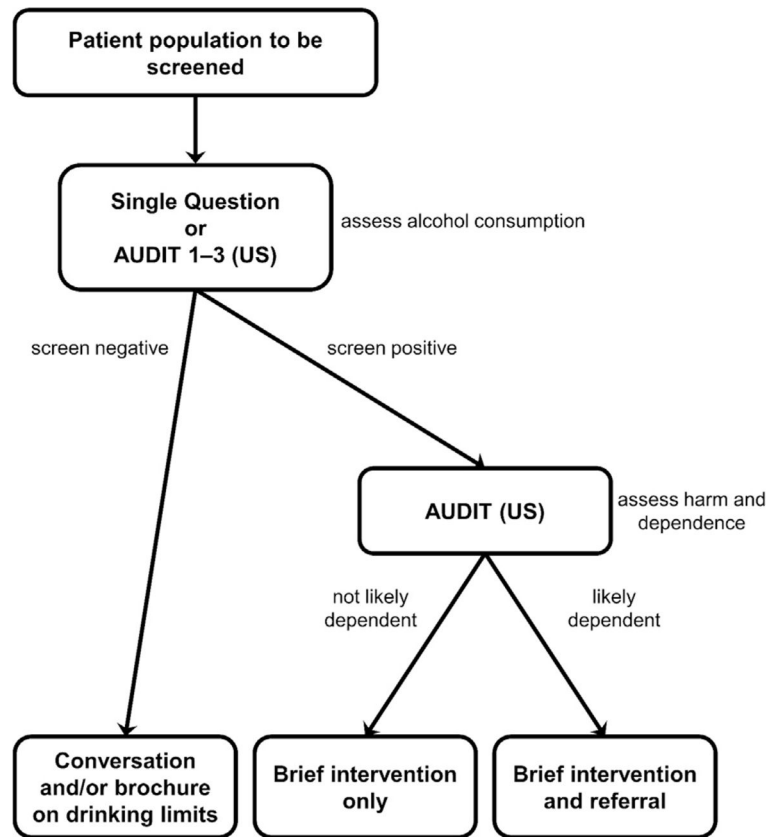 Patient population to be
screened
Single Question
or
AUDIT 1–3 (US)
assess alcohol consumption
screen negative
screen positive
AUDIT (US)
assess harm and
dependence
not likely
dependent
likely
dependent
Conversation
and/or brochure
on drinking limits
Brief intervention
only
Brief intervention
and referral